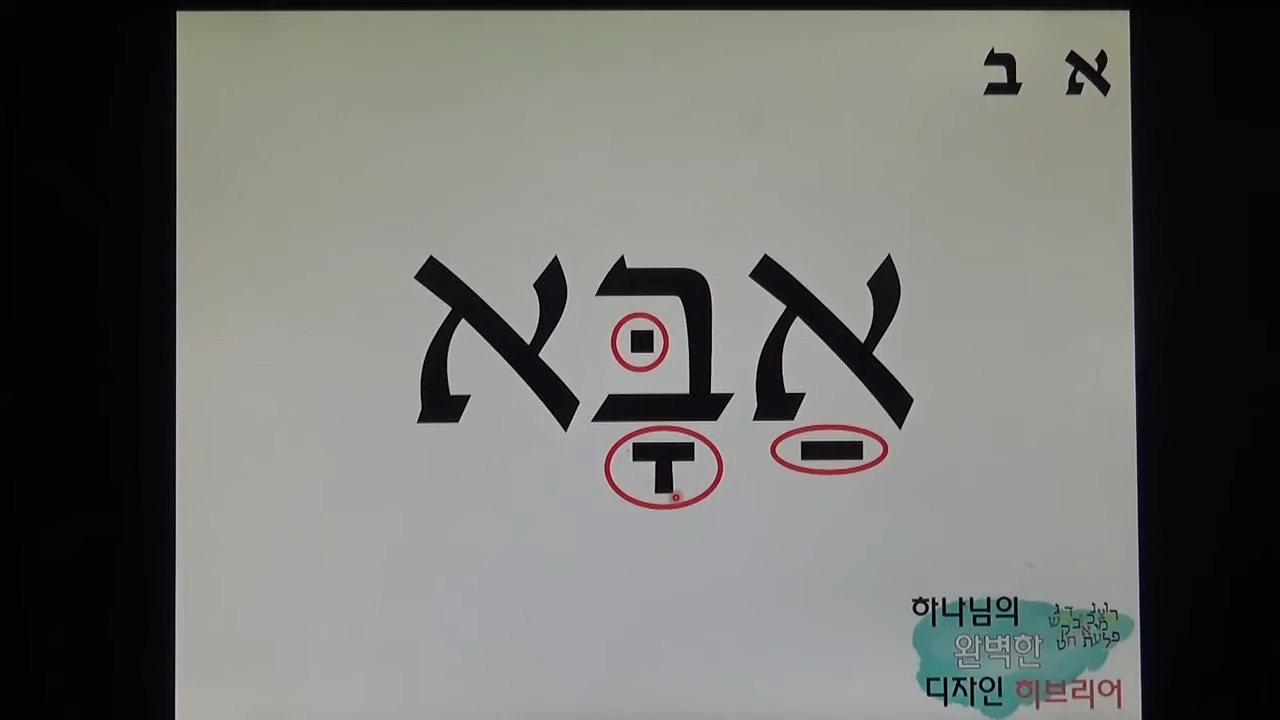 א ב
אַבָּא
하나님의
완벽한
디자인 히브리어